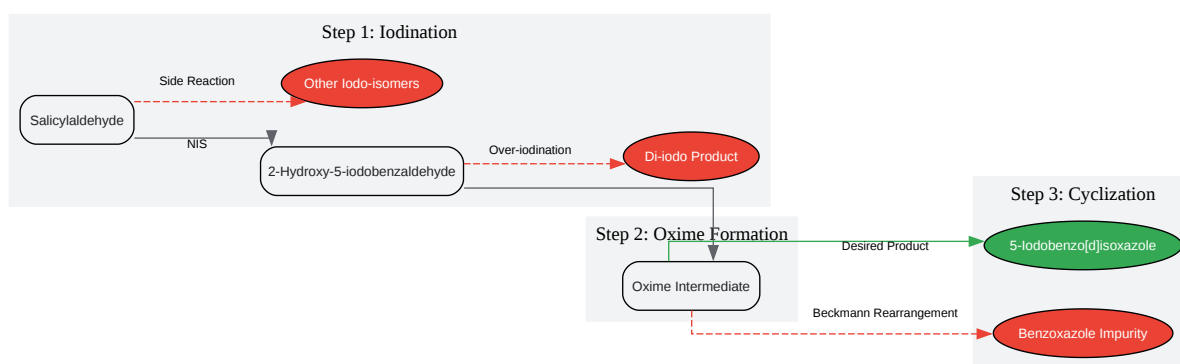 Step 1: Iodination
Side Reaction
Other Iodo-isomers
Salicylaldehyde
NIS
Over-iodination
Di-iodo Product
2-Hydroxy-5-iodobenzaldehyde
Step 2: Oxime Formation
Oxime Intermediate
Step 3: Cyclization
Desired Product
5-Iodobenzo[d]isoxazole
Beckmann Rearrangement
Benzoxazole Impurity